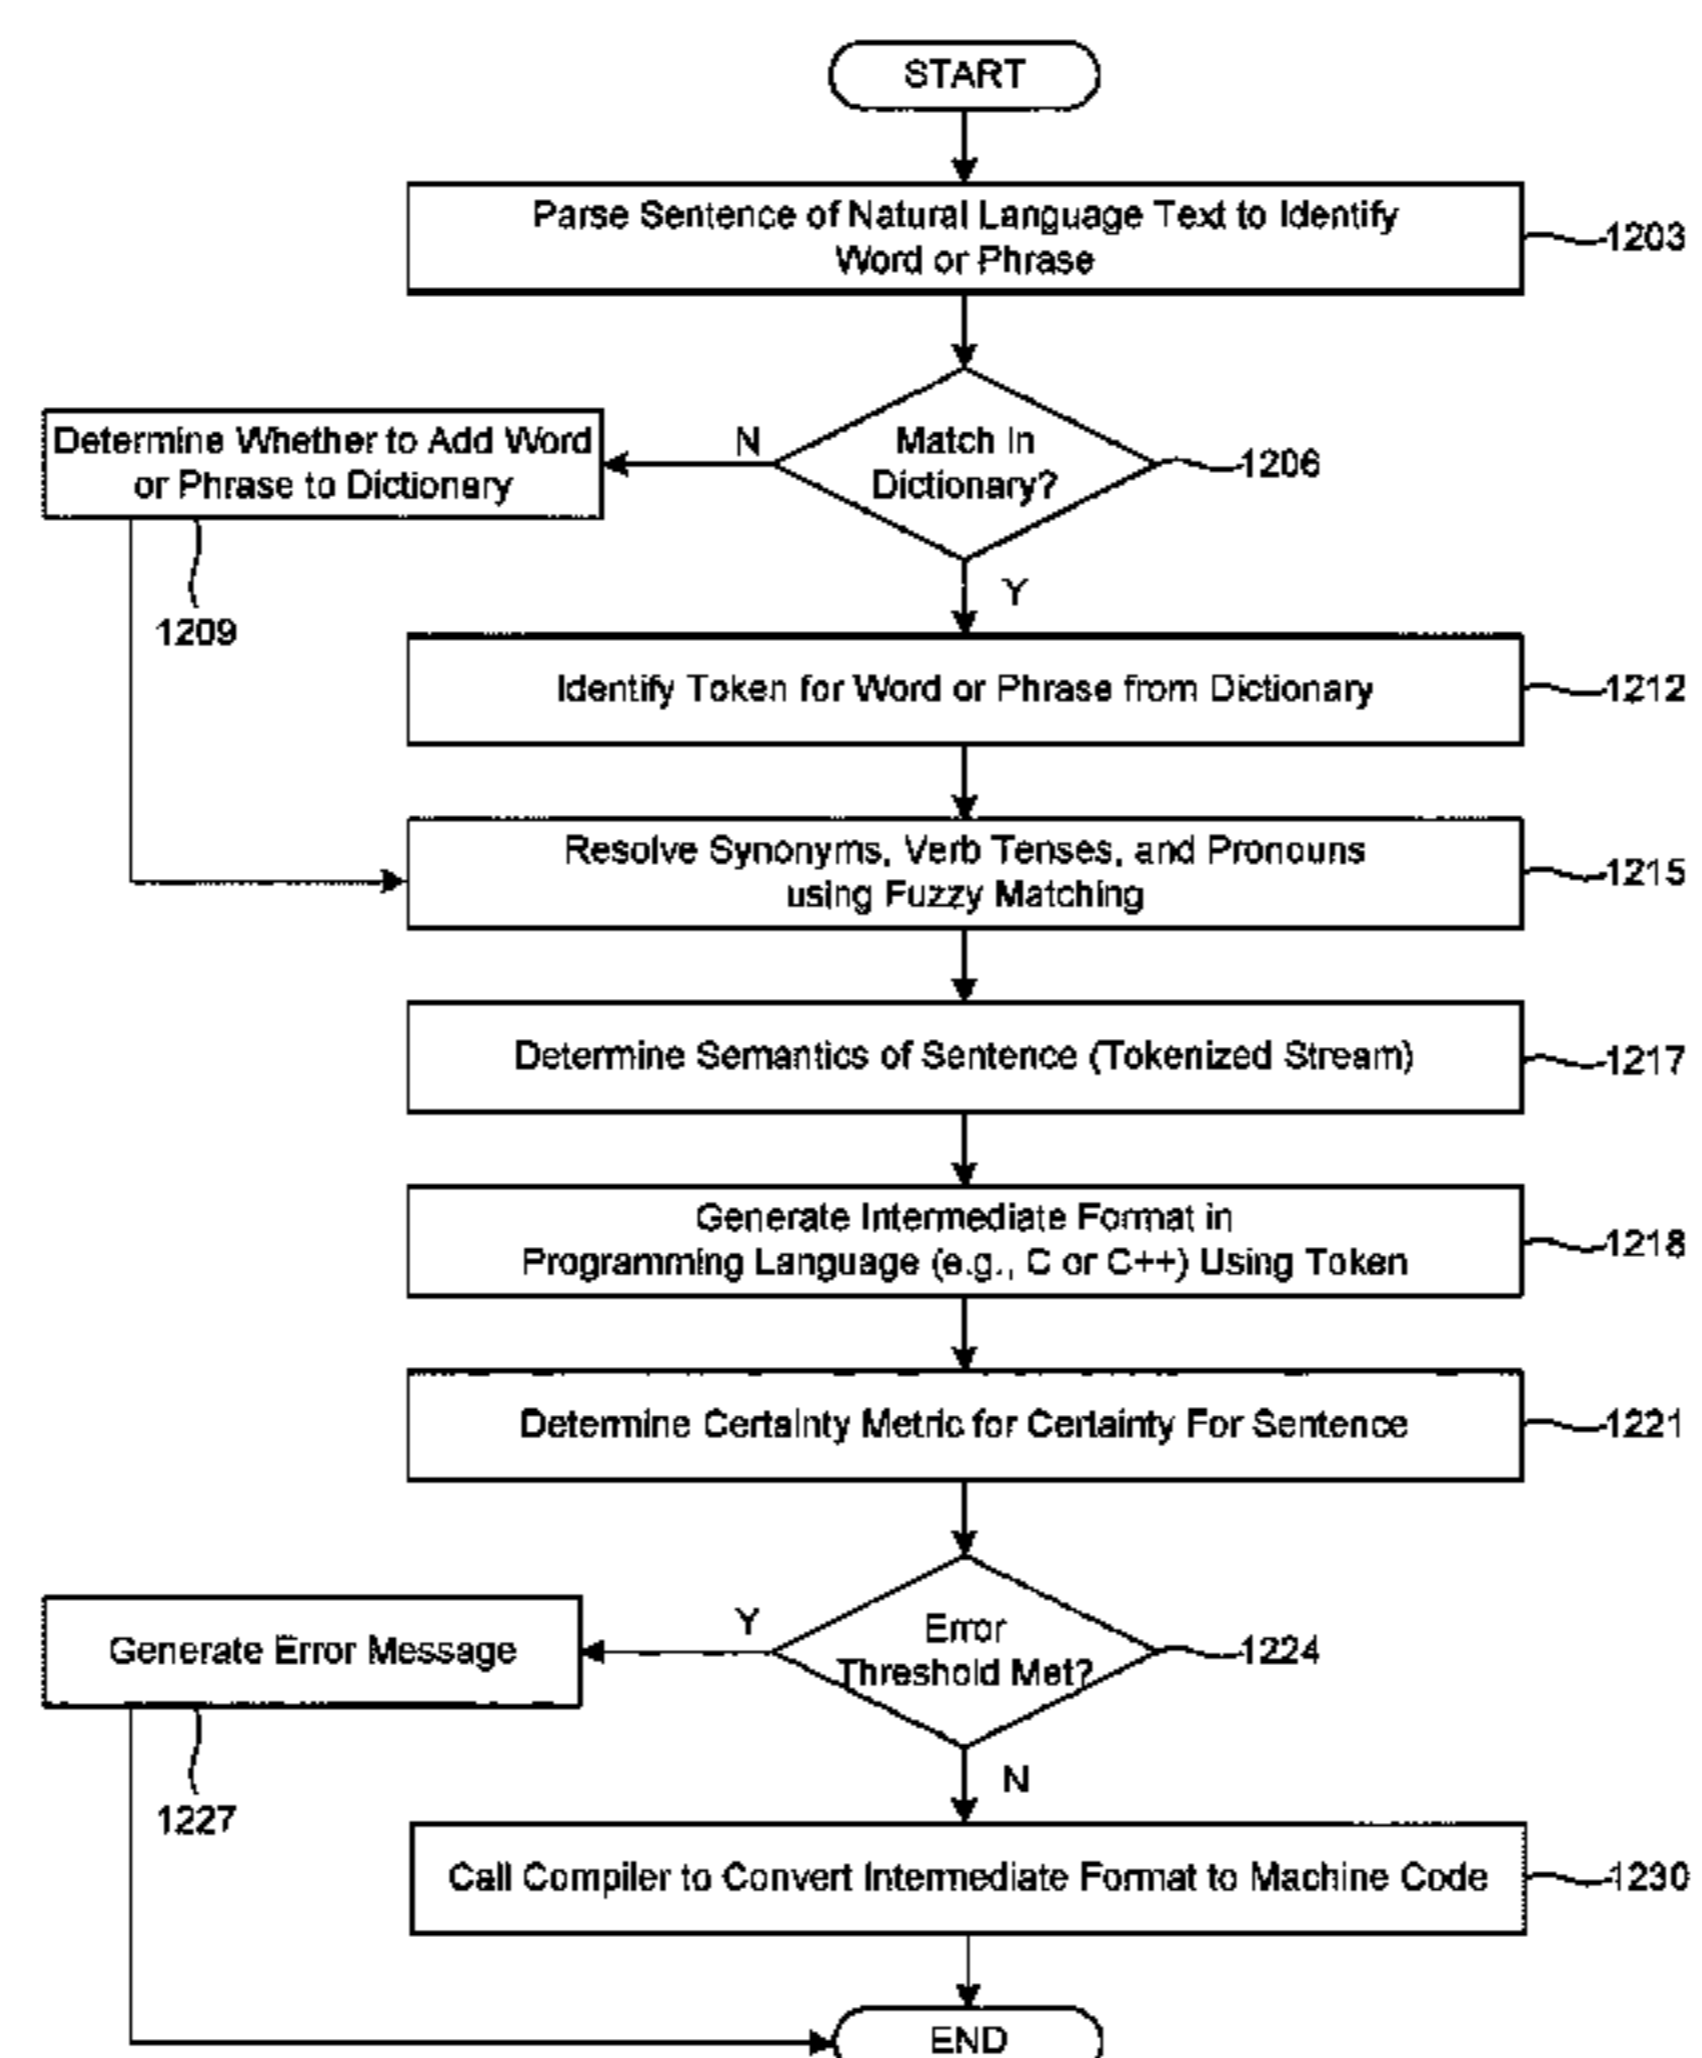 START
Parse Sentence of Natural Language Text to Identify
Word or Phrase
1203
Determine Whether to Add Word
or Phrase to Dictionary
N
Match In
Dictionary?
1206
Y
1209
Identify Token for Word or Phrase from Dictionary
1212
Resolve Synonyms, Verb Tenses, and Pronouns
using Fuzzy Matching
1215
Determine Semantics of Sentence (Tokenized Stream)
1217
Generate Intermediate Format in
Programming Language (e.g., C or C++) Using Token
1218
Determine Certainty Metric for Certainty For Sentence
1221
Generate Error Message
Y
Error
Threshold Met?
1224
N
1227
Call Compiler to Convert Intermediate Format to Machine Code
1230
END